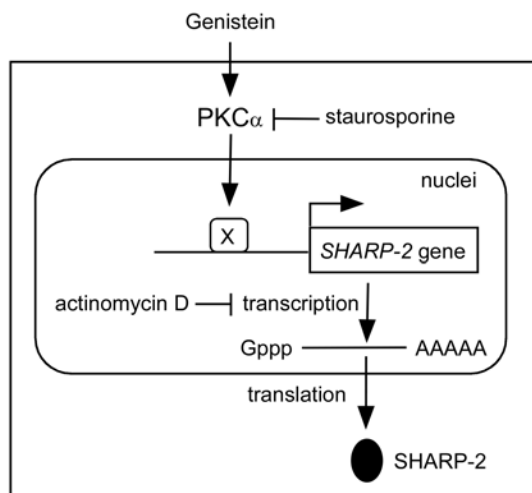 Genistein
PKCα staurosporine
nuclei
X
SHARP-2 gene
actinomycin D transcription
Gppp AAAAA
translation
SHARP-2